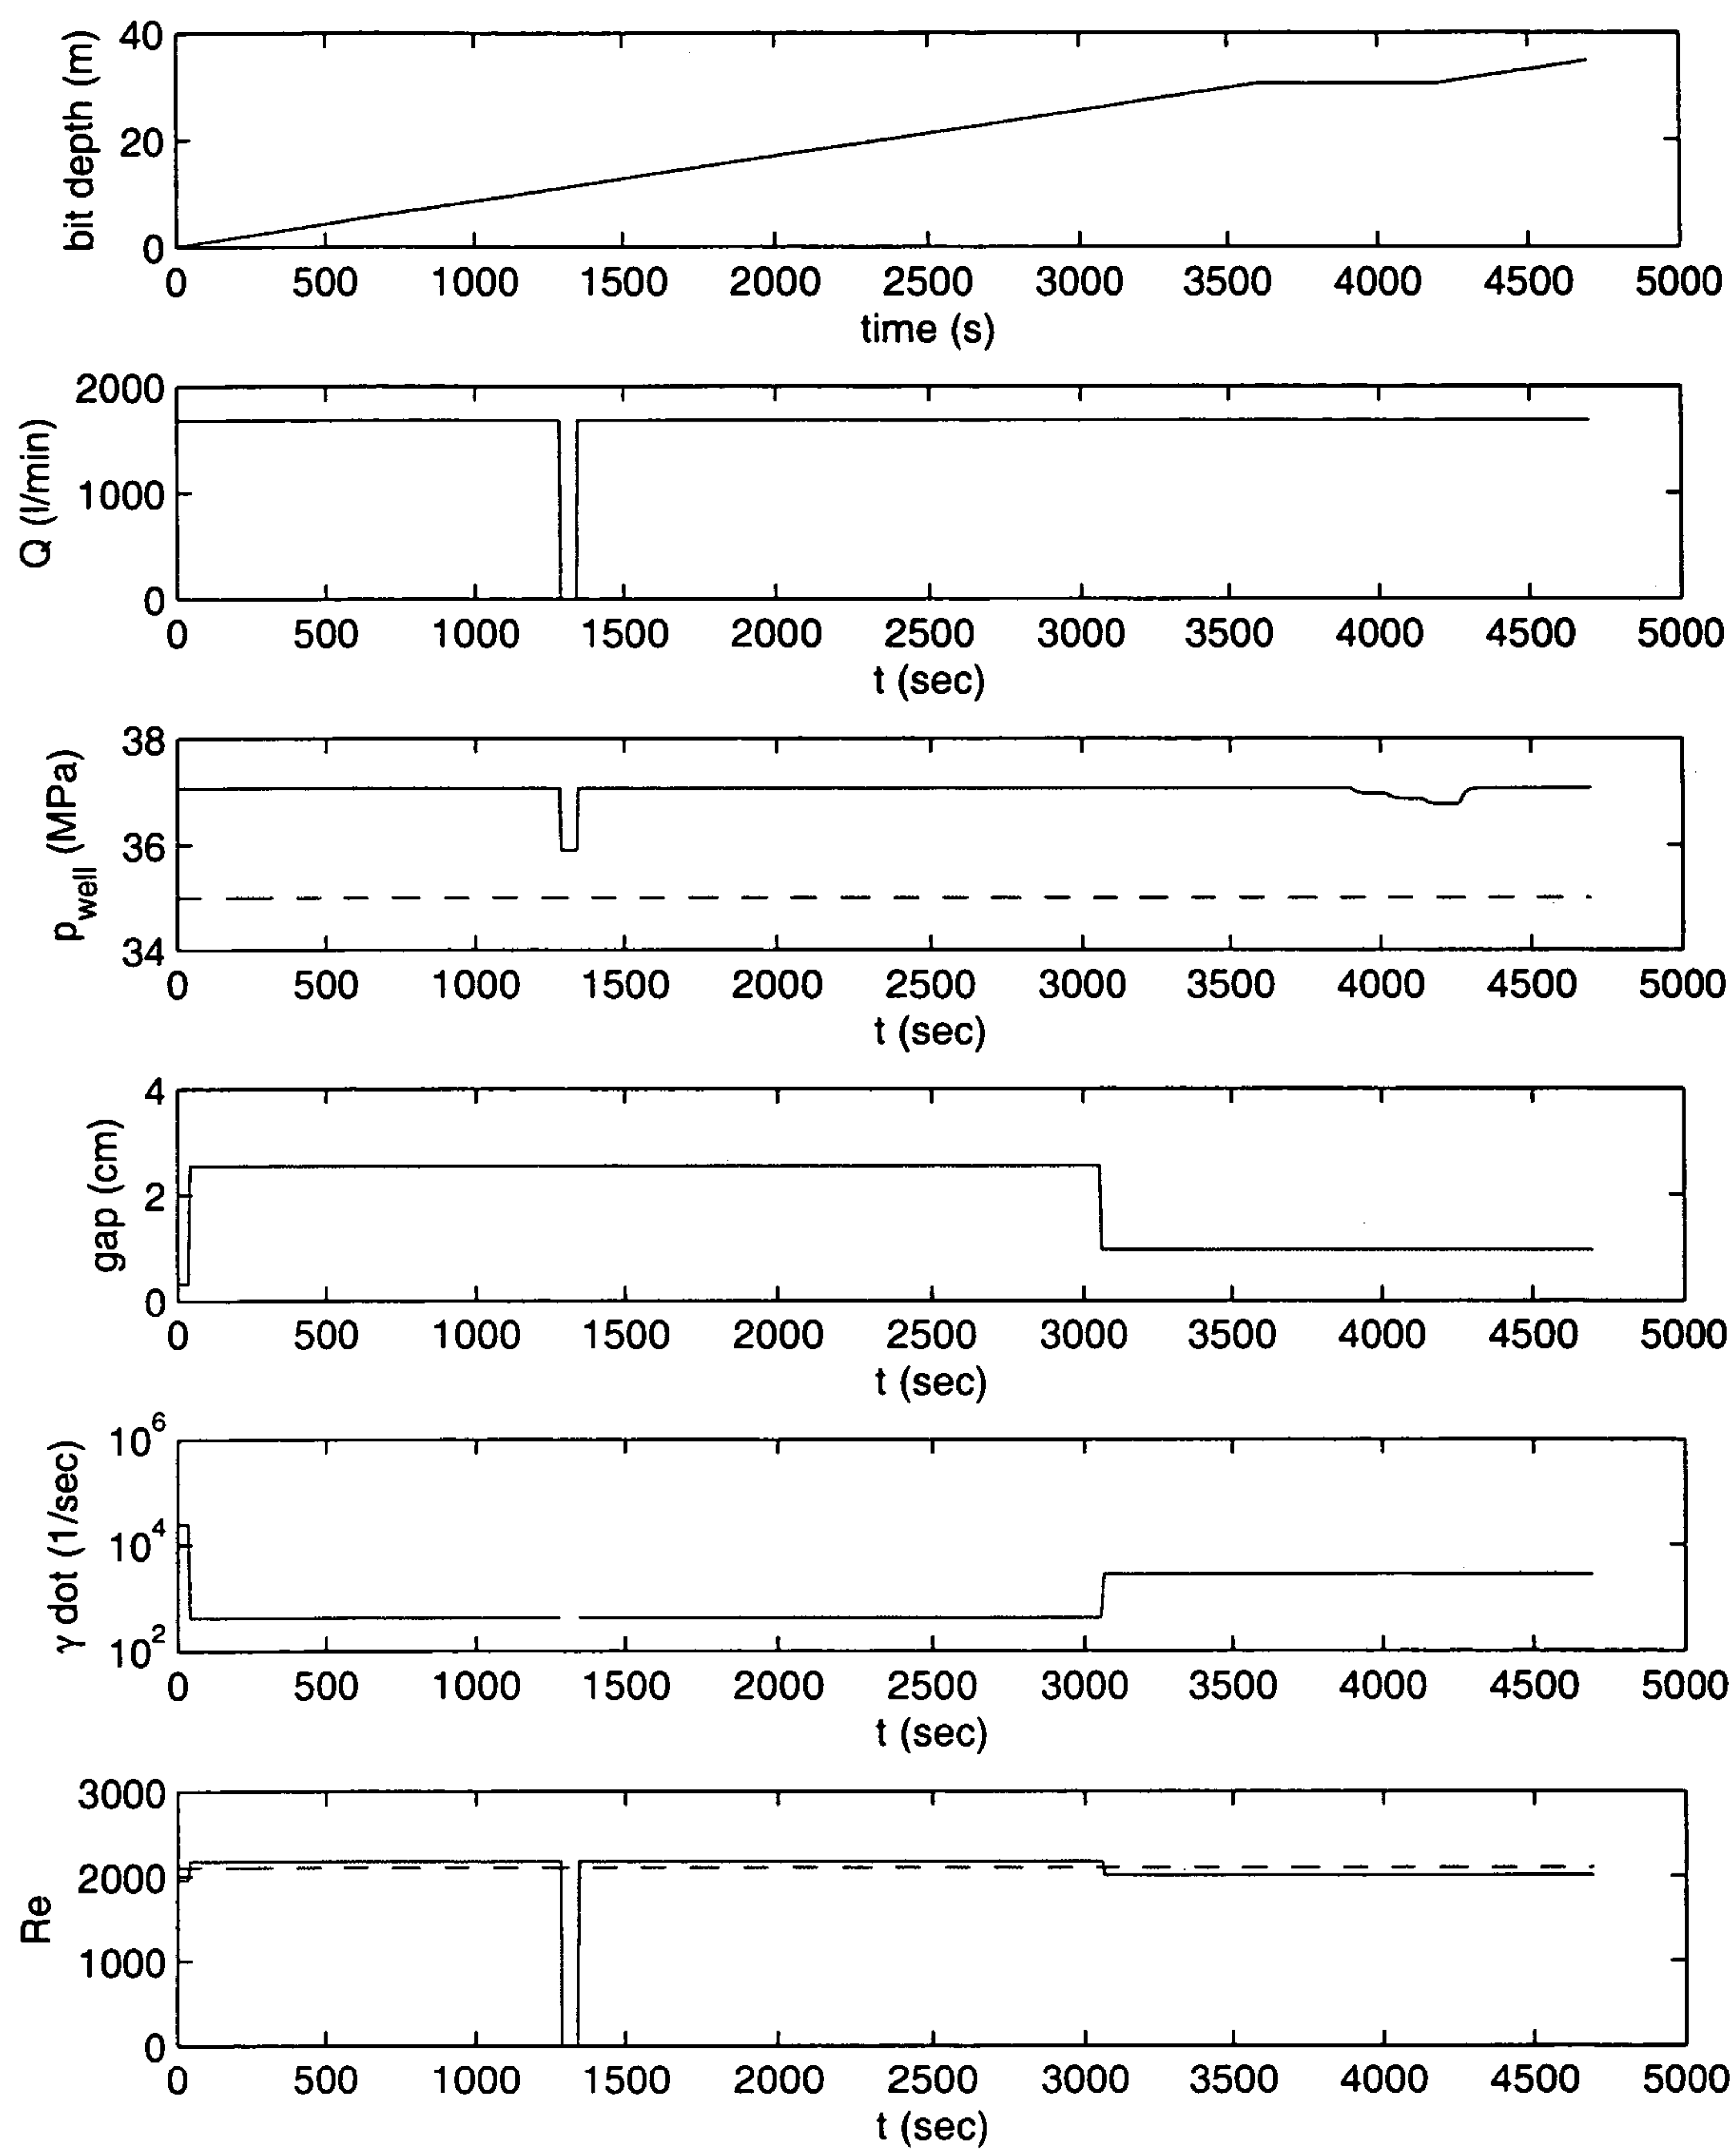 40
20
0
bit depth (m)
0 500 1000 1500 2000 2500 3000 3500 4000 4500 5000
time (s)
2000
1000
0
Q (l/min)
0 500 1000 1500 2000 2500 3000 3500 4000 4500 5000
t (sec)
38
36
34
p_well (MPa)
0 500 1000 1500 2000 2500 3000 3500 4000 4500 5000
t (sec)
4
2
0
gap (cm)
0 500 1000 1500 2000 2500 3000 3500 4000 4500 5000
t (sec)
10^6
10^4
10^2
γ dot (1/sec)
0 500 1000 1500 2000 2500 3000 3500 4000 4500 5000
t (sec)
3000
2000
1000
0
Re
0 500 1000 1500 2000 2500 3000 3500 4000 4500 5000
t (sec)